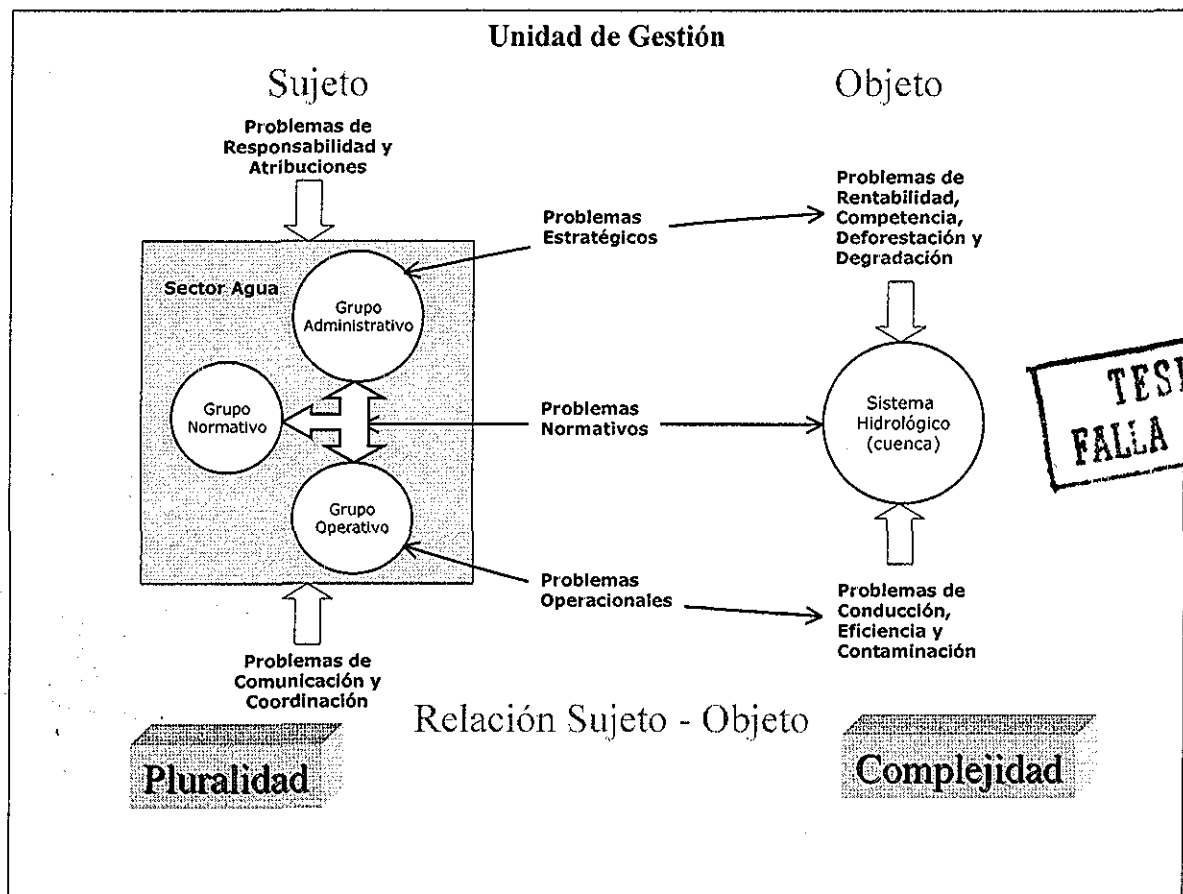 Unidad de Gestión
Sujeto
Objeto
Problemas de
Responsabilidad y
Atribuciones
Problemas
Estratégicos
Problemas de
Rentabilidad,
Competencia,
Deforestación y
Degradación
Sector Agua
Grupo
Administrativo
Grupo
Normativo
Problemas
Normativos
Sistema
Hidrológico
(cuenca)
Grupo
Operativo
Problemas
Operacionales
Problemas de
Conducción,
Eficiencia y
Contaminación
Problemas de
Comunicación y
Coordinación
Relación Sujeto - Objeto
Pluralidad
Complejidad
FALLA